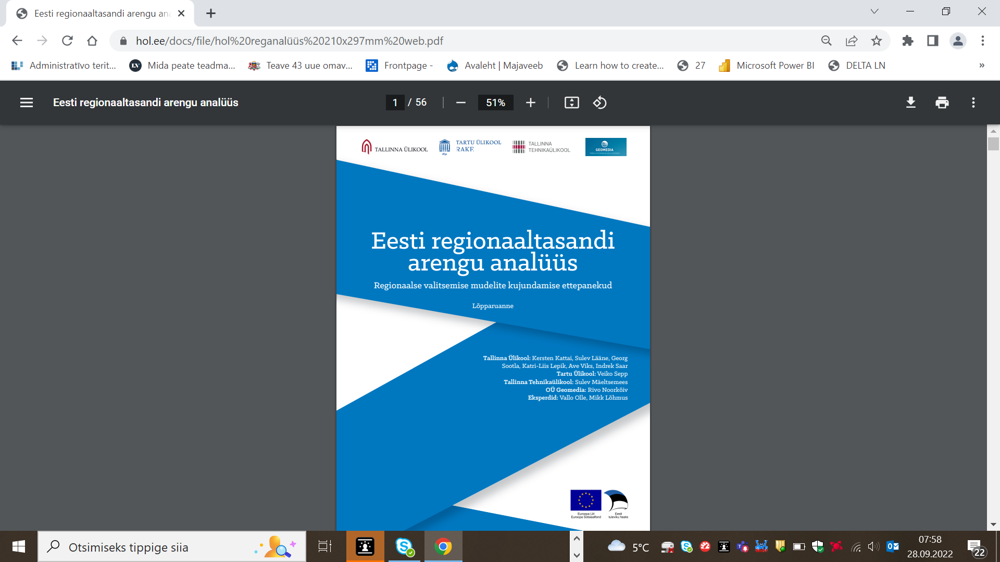 Eesti regionaaltasandi arengu ana
hol.ee/docs/file/hol%20reganalüüs%20210x297mm%20web.pdf
Administratīvo terit... LV Mida peate teadma... Teave 43 uue omav... Frontpage - Avaleht | Majaveeb Learn how to create... 27 Microsoft Power BI DELTA LN »
Eesti regionaaltasandi arengu analüüs 1 / 56 51%
TALLINNA ÜLIKOOL
TARTU ÜLIKOOL
RAKE
1632
TALLINNA
TEHNIKAÜLIKOOL
GEOMEDIA
Eesti regionaaltasandi
arengu analüüs
Regionaalse valitsemise mudelite kujundamise ettepanekud
Lõpparuanne
Tallinna Ülikool: Kersten Kattai, Sulev Lääne, Georg
Sootla, Katri-Liis Lepik, Ave Viks, Indrek Saar
Tartu Ülikool: Veiko Sepp
Tallinna Tehnikaülikool: Sulev Mäeltsemees
OÜ Geomedia: Rivo Noorkõiv
Eksperdid: Vallo Olle, Mikk Lõhmus
Euroopa Liit
Euroopa Sotsiaalfond
Eesti
tuleviku heaks
Otsimiseks tippige siia
5°C
07:58
28.09.2022
22